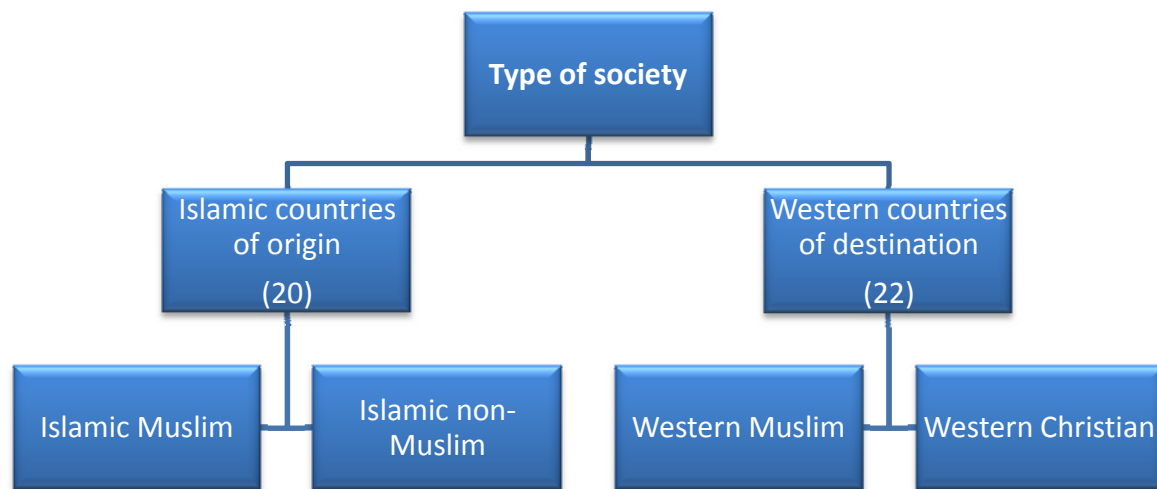 Type of society
Islamic countries
of origin
(20)
Western countries
of destination
(22)
Islamic Muslim
Islamic non-
Muslim
Western Muslim
Western Christian